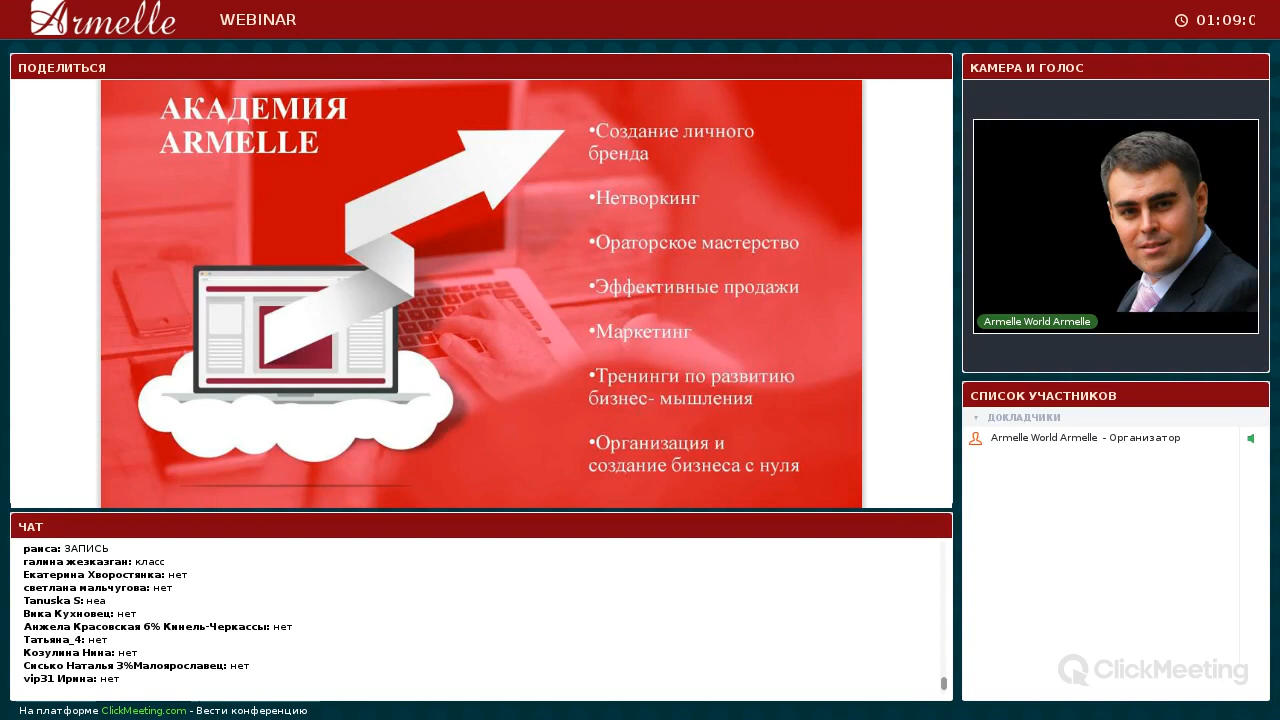 Armelle WEBINAR 01:09:0
ПОДЕЛИТЬСЯ
АКАДЕМИЯ
ARMELLE
•Создание личного
бренда
•Нетворкинг
•Ораторское мастерство
•Эффективные продажи
•Маркетинг
•Тренинги по развитию
бизнес- мышления
•Организация и
создание бизнеса с нуля
КАМЕРА И ГОЛОС
Armelle World Armelle
СПИСОК УЧАСТНИКОВ
ДОКЛАДЧИКИ
Armelle World Armelle - Организатор
ClickMeeting
ЧАТ
раиса: ЗАПИСЬ
галина жезказган: класс
Екатерина Хворостянка: нет
светлана мальчугова: нет
Tanuska S: неа
Вика Кухновец: нет
Анжела Красовская 6% Кинель-Черкассы: нет
Татьяна_4: нет
Козулина Нина: нет
Сисько Наталья 3%Малоярославец: нет
vip31 Ирина: нет
На платформе ClickMeeting.com - Вести конференцию